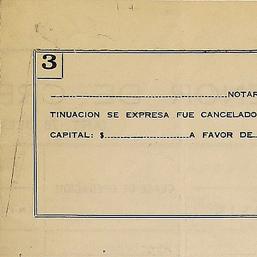 3
NOTAR
TINUACION SE EXPRESA FUE CANCELADO
CAPITAL: $ A FAVOR DE